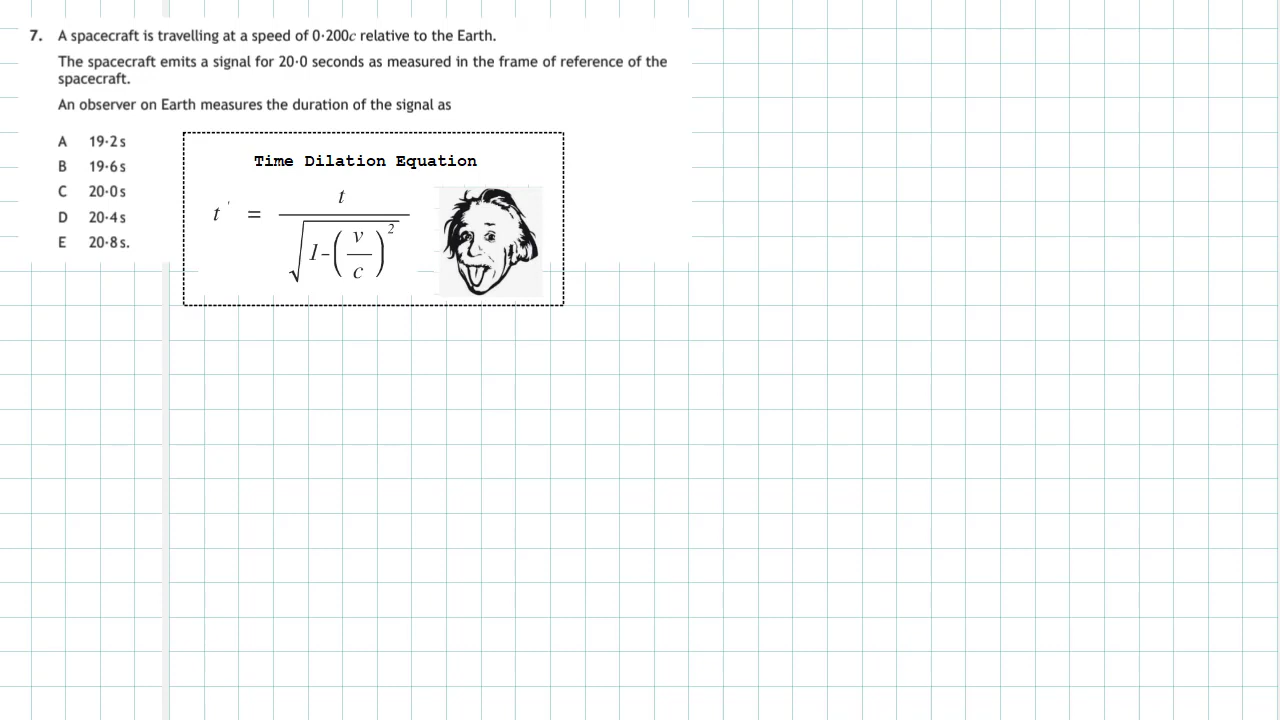 7. A spacecraft is travelling at a speed of 0·200c relative to the Earth.
The spacecraft emits a signal for 20·0 seconds as measured in the frame of reference of the
spacecraft.
An observer on Earth measures the duration of the signal as
A 19·2 s
B 19·6 s
C 20·0 s
D 20·4 s
E 20·8 s.
Time Dilation Equation
t' = t / √(1-(v/c)²)